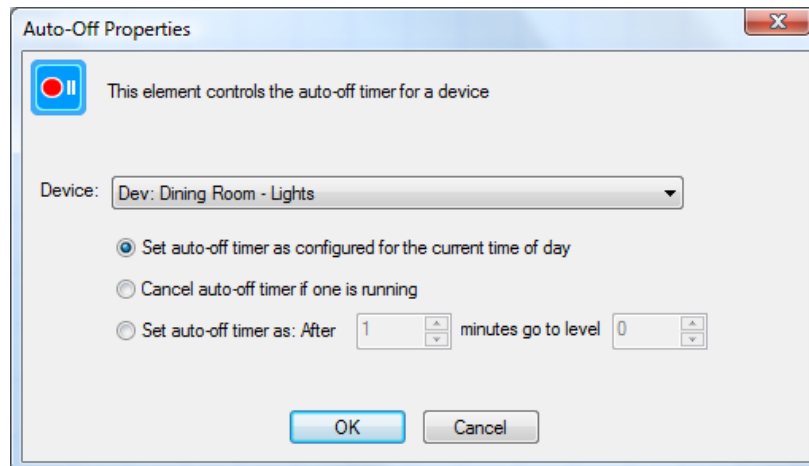 Auto-Off Properties
This element controls the auto-off timer for a device
Device: Dev: Dining Room - Lights
Set auto-off timer as configured for the current time of day
Cancel auto-off timer if one is running
Set auto-off timer as: After 1 minutes go to level 0
OK Cancel